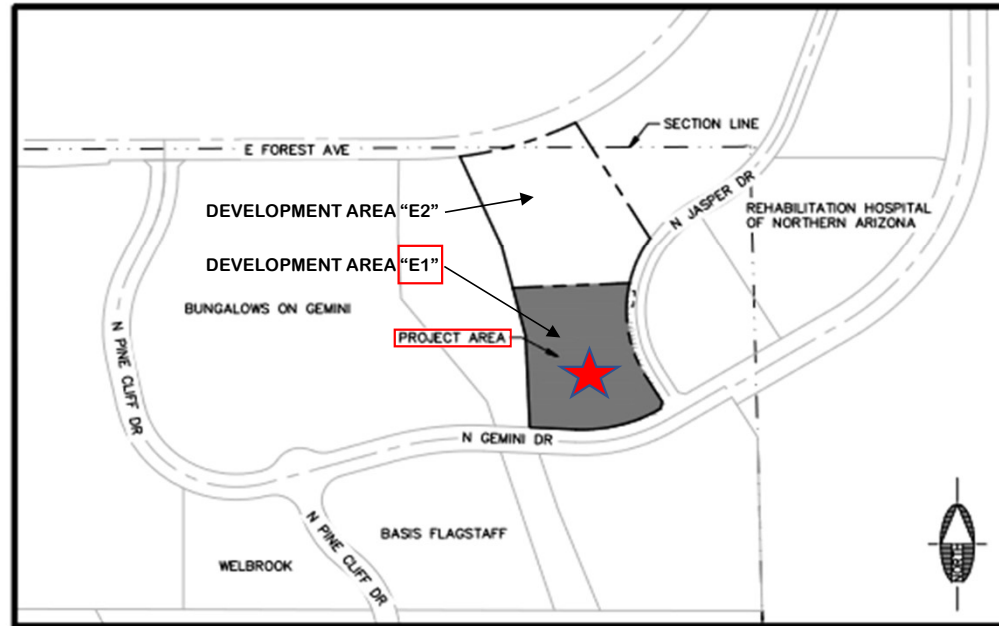 SECTION LINE
E FOREST AVE
DEVELOPMENT AREA “E2”
N JASPER DR
REHABILITATION HOSPITAL
OF NORTHERN ARIZONA
DEVELOPMENT AREA “E1”
BUNGALOWS ON GEMINI
PROJECT AREA
N PINE CLIFF DR
N GEMINI DR
N PINE CLIFF DR
BASIS FLAGSTAFF
WELBROOK
NORTH